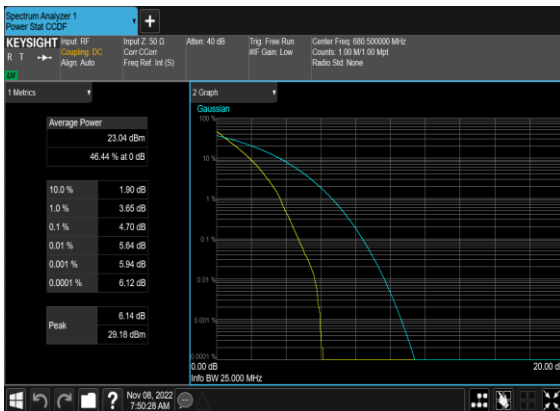 Spectrum Analyzer 1
Power Stat CCDF
KEYSIGHT
R T
LV
Input: RF
Coupling: DC
Align: Auto
Input Z: 50 Ω
Corr CCorr
Freq Ref: Int (S)
Atten: 40 dB
Trig: Free Run
#IF Gain: Low
Center Freq: 680.500000 MHz
Counts: 1.00 M/1.00 Mpt
Radio Std: None
1 Metrics
Average Power
23.04 dBm
46.44 % at 0 dB
10.0 % 1.90 dB
1.0 % 3.65 dB
0.1 % 4.70 dB
0.01 % 5.64 dB
0.001 % 5.94 dB
0.0001 % 6.12 dB
Peak
6.14 dB
29.18 dBm
2 Graph
Gaussian
100 %
10 %
1 %
0.1 %
0.01 %
0.001 %
0.0001 %
0.00 dB
20.00 d
Info BW 25.000 MHz
?
Nov 08, 2022
7:50:28 AM